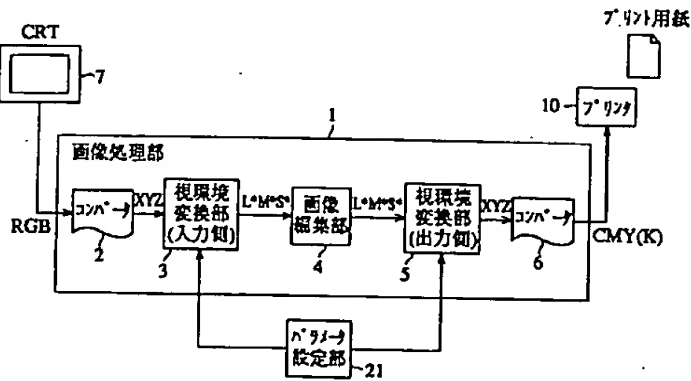 プリント用紙
CRT
7
10
プリンタ
1
画像処理部
コンバータ
XYZ
視環境
変換部
(入力側)
L*M*S*
画像
編集部
L*M*S*
視環境
変換部
(出力側)
XYZ
コンバータ
RGB
2
3
4
5
6
CMY(K)
パラメータ
設定部
21